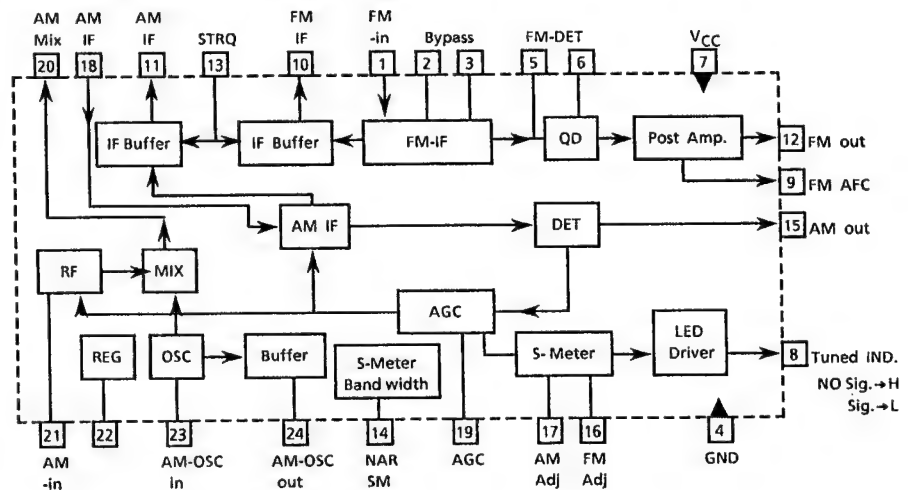 AM AM AM FM FM
Mix IF IF STRQ IF -in Bypass FM-DET VCC
20 18 11 13 10 1 2 3 5 6 7
IF Buffer IF Buffer FM-IF QD Post Amp. 12 FM out
9 FM AFC
AM IF DET 15 AM out
RF MIX
AGC
REG OSC Buffer S-Meter Band width S-Meter LED Driver 8 Tuned IND.
NO Sig.→H
Sig.→L
21 22 23 24 14 19 17 16 4
AM AM-OSC AM-OSC NAR AGC AM FM GND
-in in out SM Adj Adj